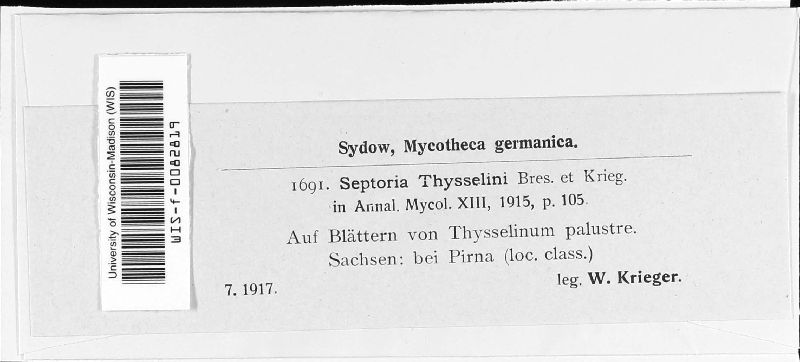 University of Wisconsin-Madison (WIS)
WIS-f-0082819
Sydow, Mycotheca germanica.
1691. Septoria Thysselini Bres. et Krieg.
in Annal. Mycol. XIII, 1915, p. 105.
Auf Blättern von Thysselinum palustre.
Sachsen: bei Pirna (loc. class.)
7. 1917.
leg. W. Krieger.